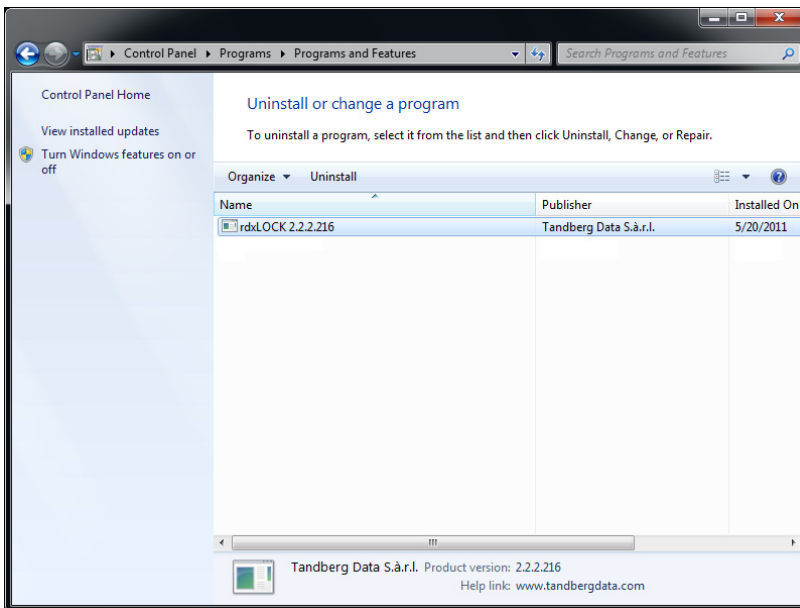 Control Panel Programs Programs and Features Search Programs and Features
Control Panel Home
View installed updates
Turn Windows features on or
off
Uninstall or change a program
To uninstall a program, select it from the list and then click Uninstall, Change, or Repair.
Organize Uninstall
Name Publisher Installed On
rdxLOCK 2.2.2.216 Tandberg Data S.à.r.l. 5/20/2011
Tandberg Data S.à.r.l. Product version: 2.2.2.216
Help link: www.tandbergdata.com